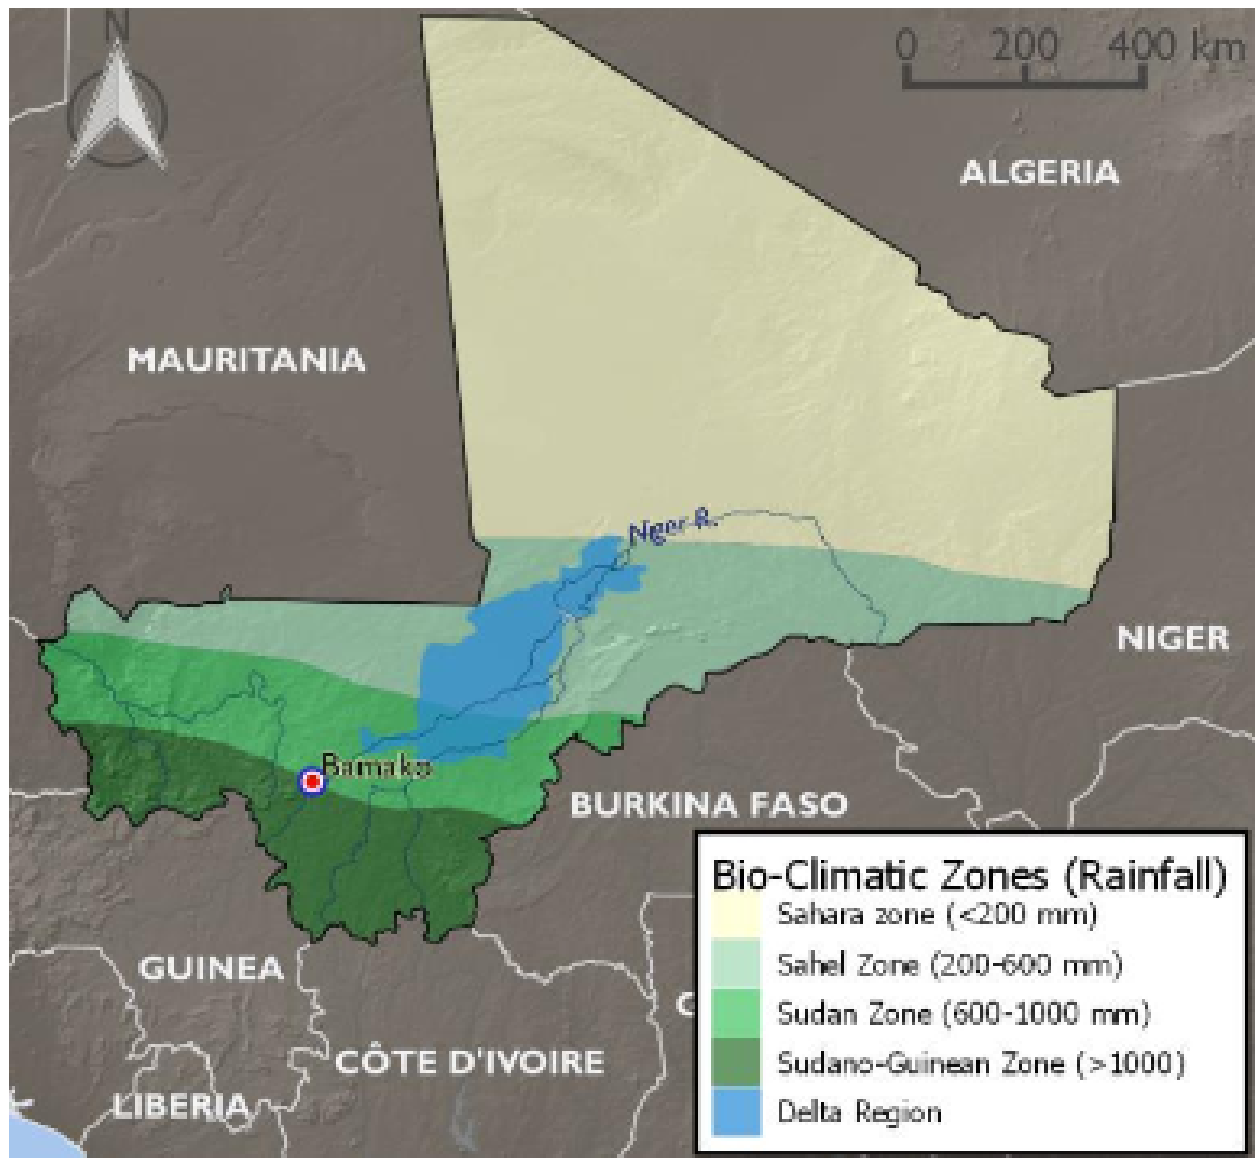 N
0 200 400 km
ALGERIA
MAURITANIA
Niger R.
NIGER
Bamako
BURKINA FASO
Bio-Climatic Zones (Rainfall)
Sahara zone (<200 mm)
Sahel Zone (200-600 mm)
Sudan Zone (600-1000 mm)
Sudano-Guinean Zone (>1000)
Delta Region
GUINEA
CÔTE D'IVOIRE
LIBERIA